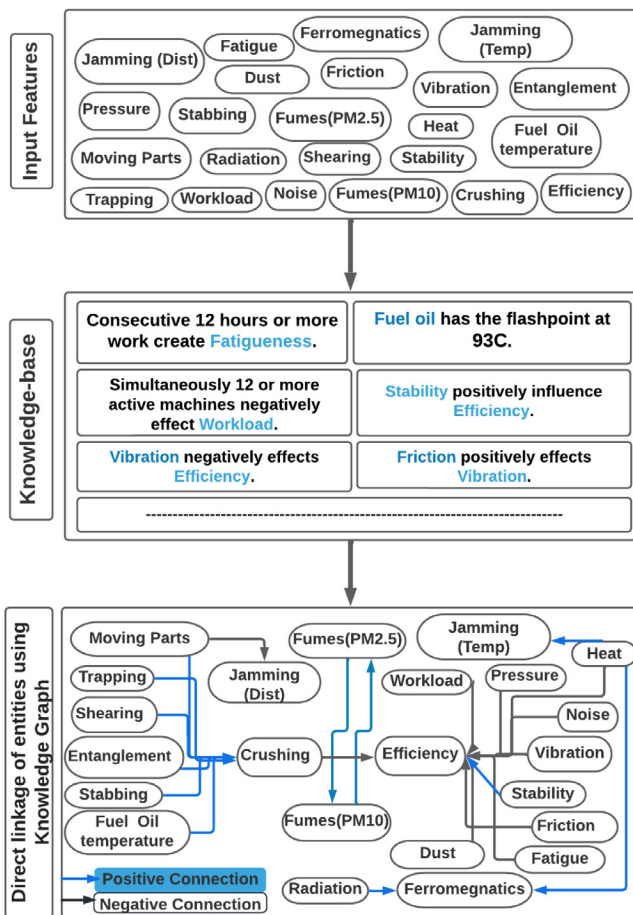 Input Features
Jamming (Dist)
Fatigue
Ferromegnatics
Jamming
(Temp)
Dust
Friction
Vibration
Entanglement
Pressure
Stabbing
Fumes(PM2.5)
Heat
Fuel Oil
temperature
Moving Parts
Radiation
Shearing
Stability
Trapping
Workload
Noise
Fumes(PM10)
Crushing
Efficiency
Knowledge-base
Consecutive 12 hours or more
work create Fatigueness.
Fuel oil has the flashpoint at
93C.
Simultaneously 12 or more
active machines negatively
effect Workload.
Stability positively influence
Efficiency.
Vibration negatively effects
Efficiency.
Friction positively effects
Vibration.
Direct linkage of entities using
Knowledge Graph
Moving Parts
Fumes(PM2.5)
Jamming
(Temp)
Heat
Trapping
Jamming
(Dist)
Workload
Pressure
Shearing
Noise
Entanglement
Crushing
Efficiency
Vibration
Stabbing
Stability
Fuel Oil
temperature
Fumes(PM10)
Friction
Dust
Fatigue
Positive Connection
Radiation
Ferromegnatics
Negative Connection